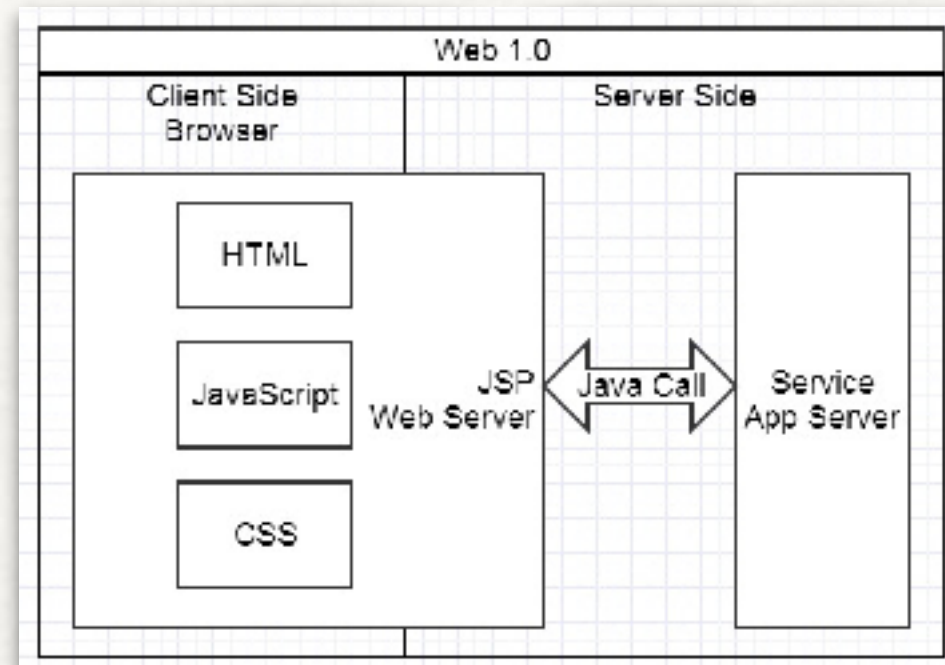 Web 1.0
Client Side
Browser
Server Side
HTML
JavaScript
CSS
JSP
Web Server
Java Call
Service
App Server